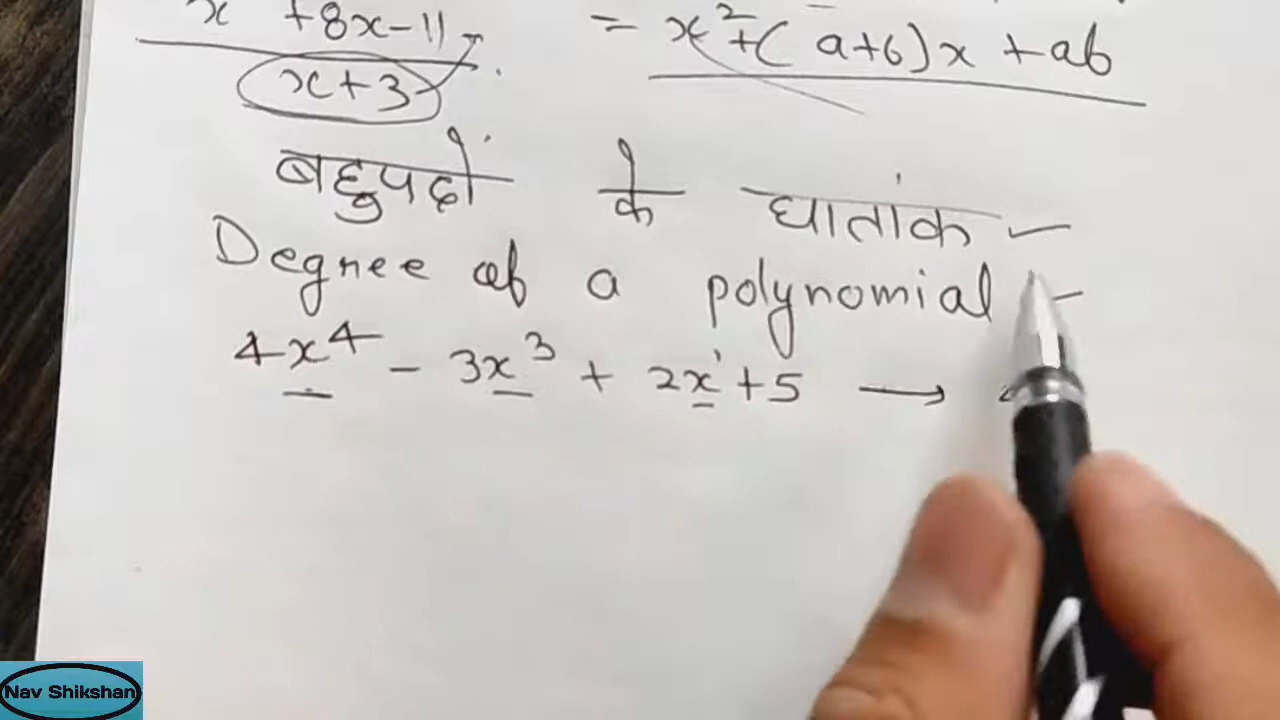 +8x-11 = x²+(a+b)x +ab
x+3
बहुपदों के घातांक -
Degree of a polynomial -
4x⁴ - 3x³ + 2x¹ + 5 →
Nav Shikshan